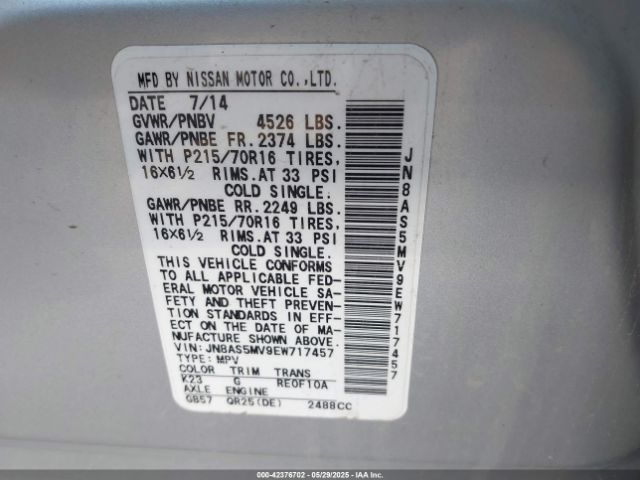 MFD BY NISSAN MOTOR CO.,LTD.
DATE 7/14
GVWR/PNBV 4526 LBS.
GAWR/PNBE FR. 2374 LBS.
WITH P215/70R16 TIRES,
16X6½ RIMS. AT 33 PSI
COLD SINGLE.
GAWR/PNBE RR. 2249 LBS.
WITH P215/70R16 TIRES,
16X6½ RIMS. AT 33 PSI
COLD SINGLE.
THIS VEHICLE CONFORMS
TO ALL APPLICABLE FED-
ERAL MOTOR VEHICLE SA-
FETY AND THEFT PREVEN-
TION STANDARDS IN EFF-
ECT ON THE DATE OF MA-
NUFACTURE SHOWN ABOVE.
VIN: JN8AS5MV9EW717457
TYPE: MPV
COLOR TRIM TRANS
K23 G RE0F10A
AXLE ENGINE
GB57 QR25(DE) 2488CC
JN8AS5MV9EW717457
000-42376702 - 05/29/2025 - IAAI.COM